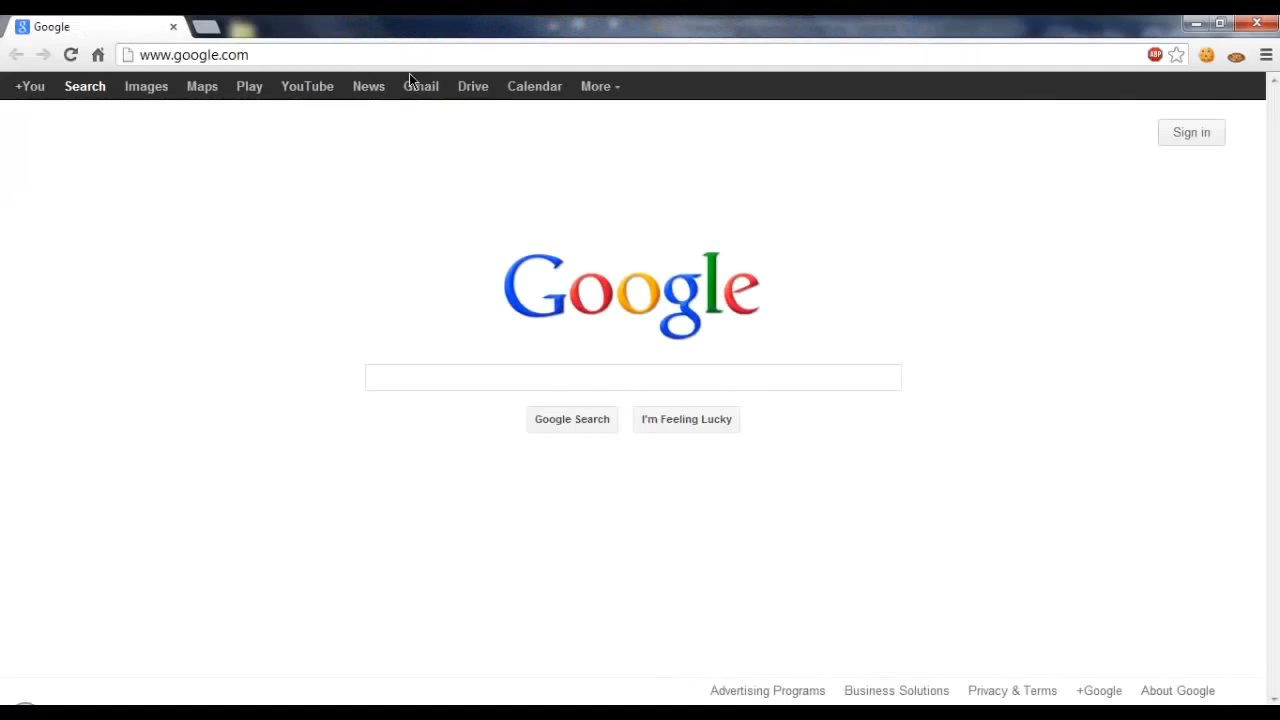 Google
www.google.com
ABP
+You Search Images Maps Play YouTube News Gmail Drive Calendar More
Sign in
Google
Google Search I'm Feeling Lucky
Advertising Programs Business Solutions Privacy & Terms +Google About Google